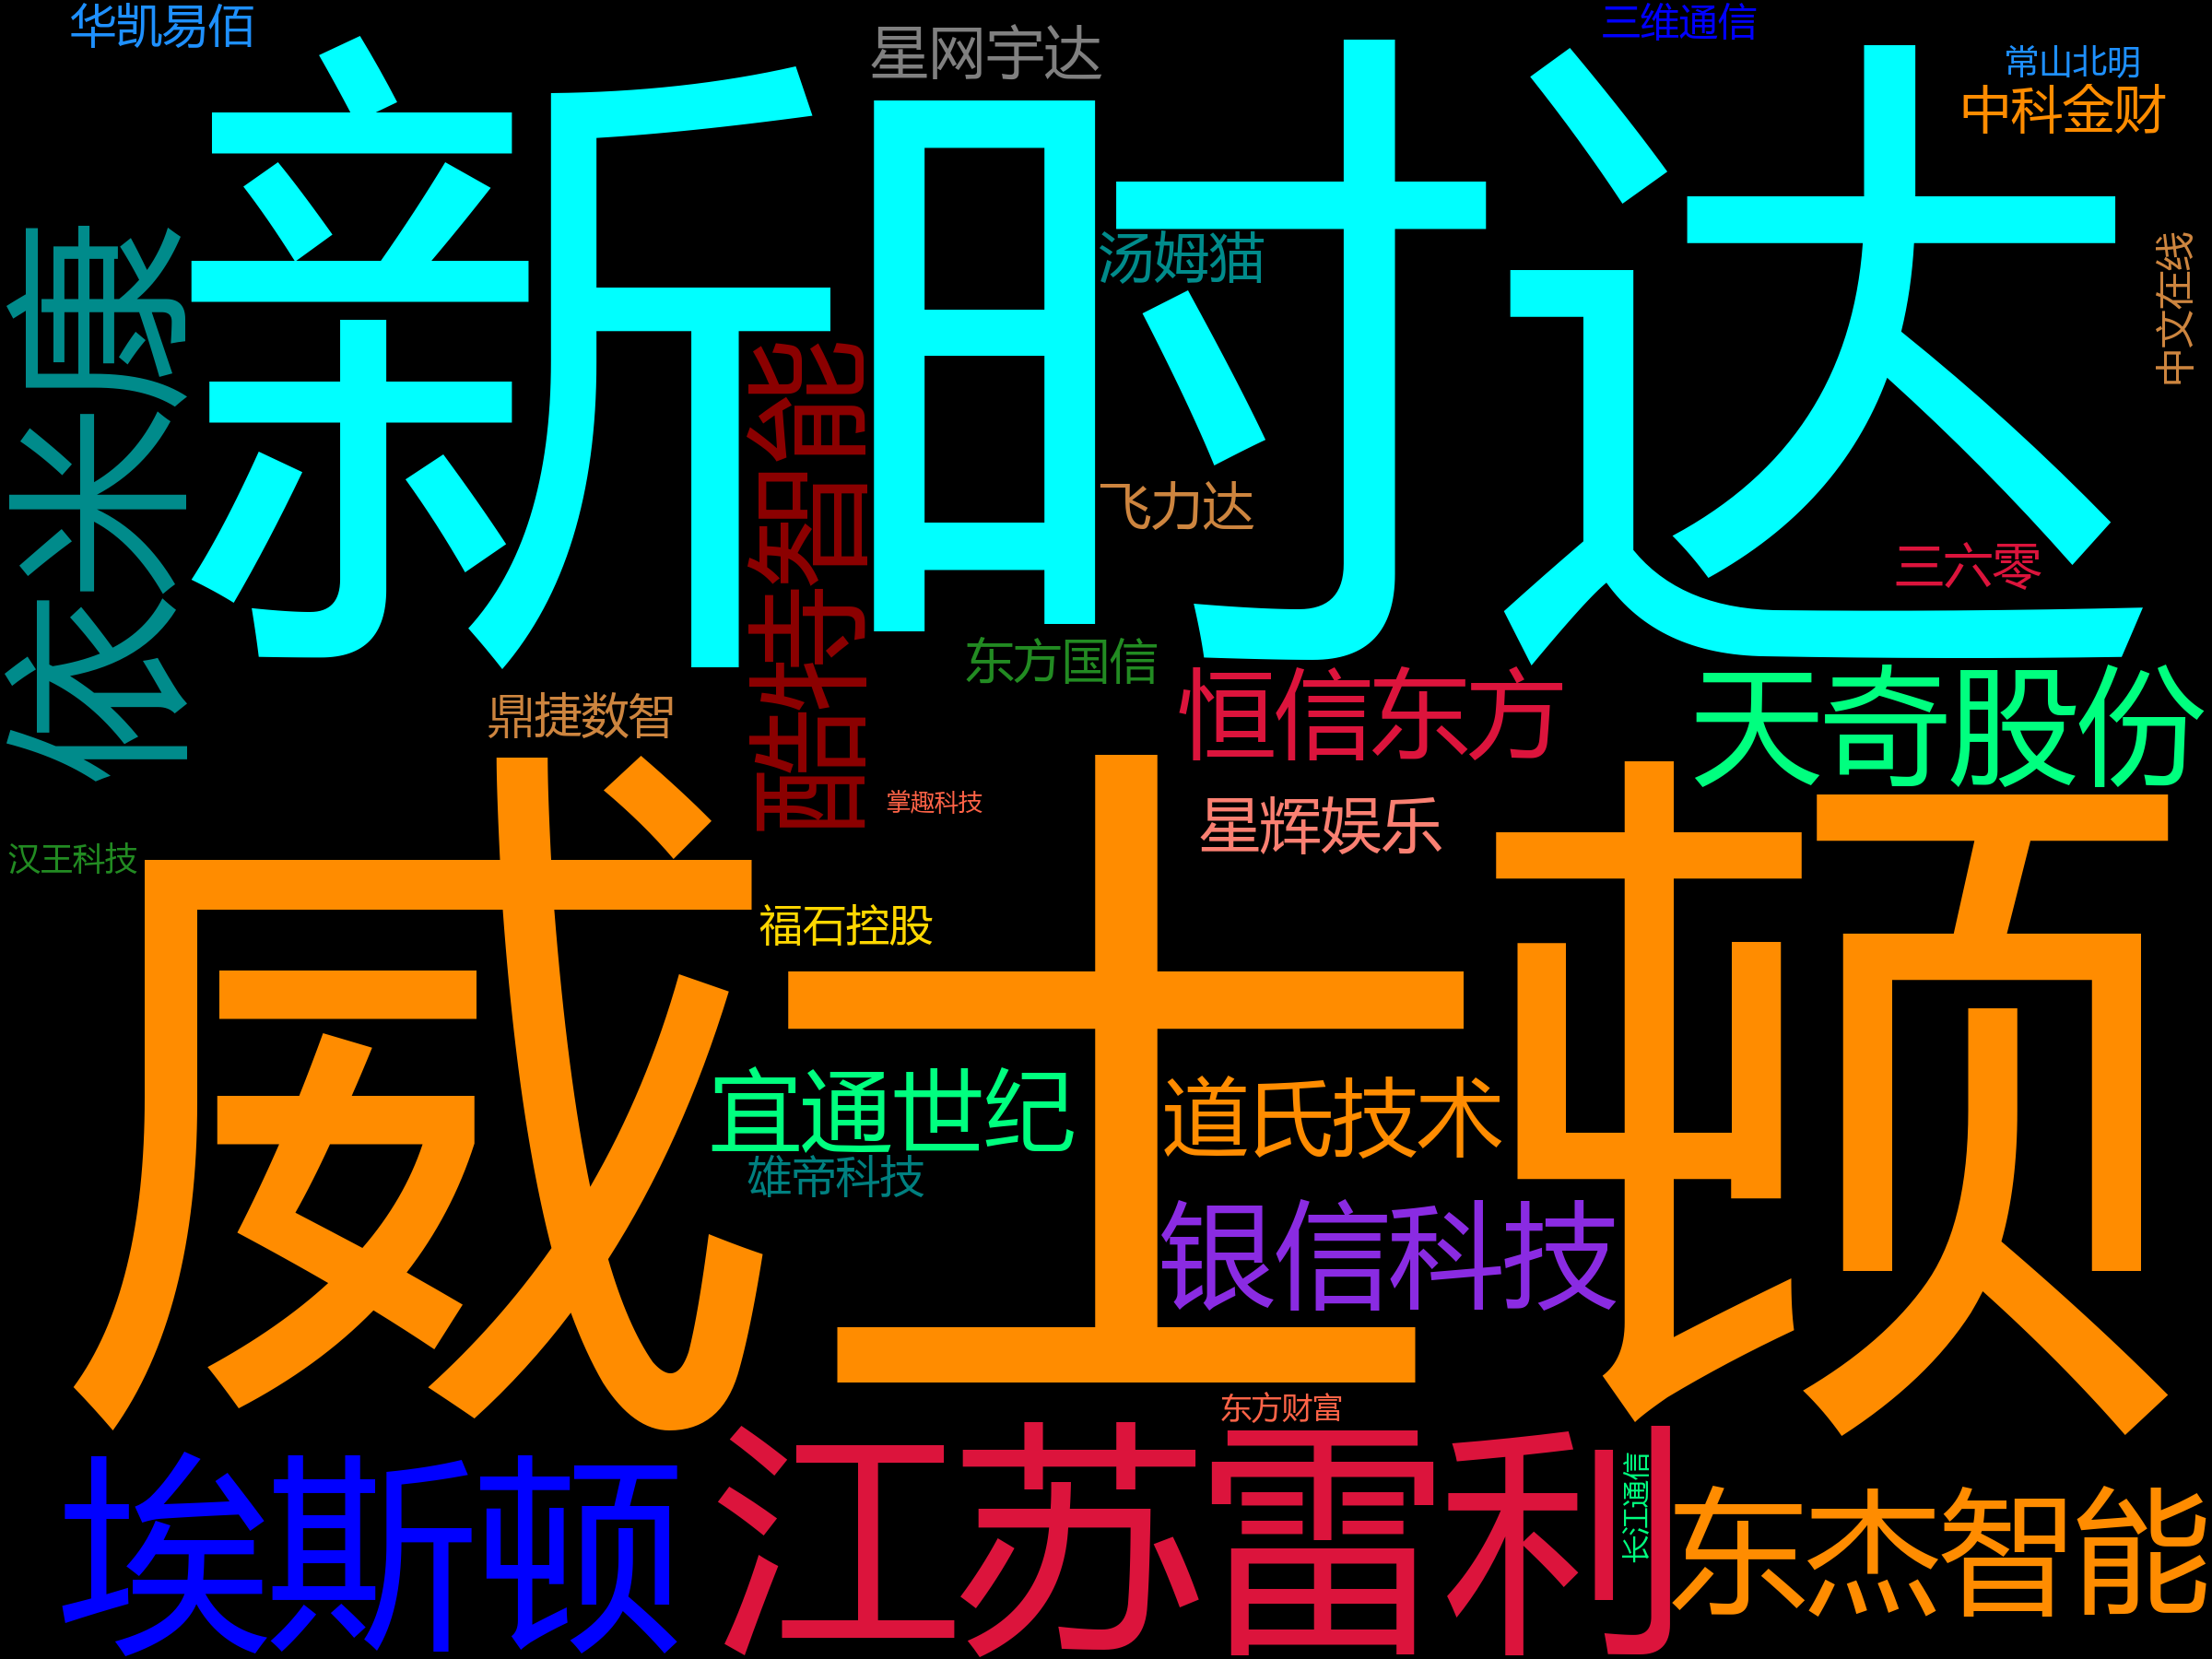 华凯易佰
星网宇达
三维通信
常山北明
中科金财
新时达
汤姆猫
中文在线
依米康
酷特智能
飞力达
三六零
东方国信
恒信东方
天奇股份
鼎捷数智
掌趣科技
星辉娱乐
汉王科技
威士顿
福石控股
宜通世纪
道氏技术
雄帝科技
银信科技
东方财富
埃斯顿
江苏雷利
长江通信
东杰智能